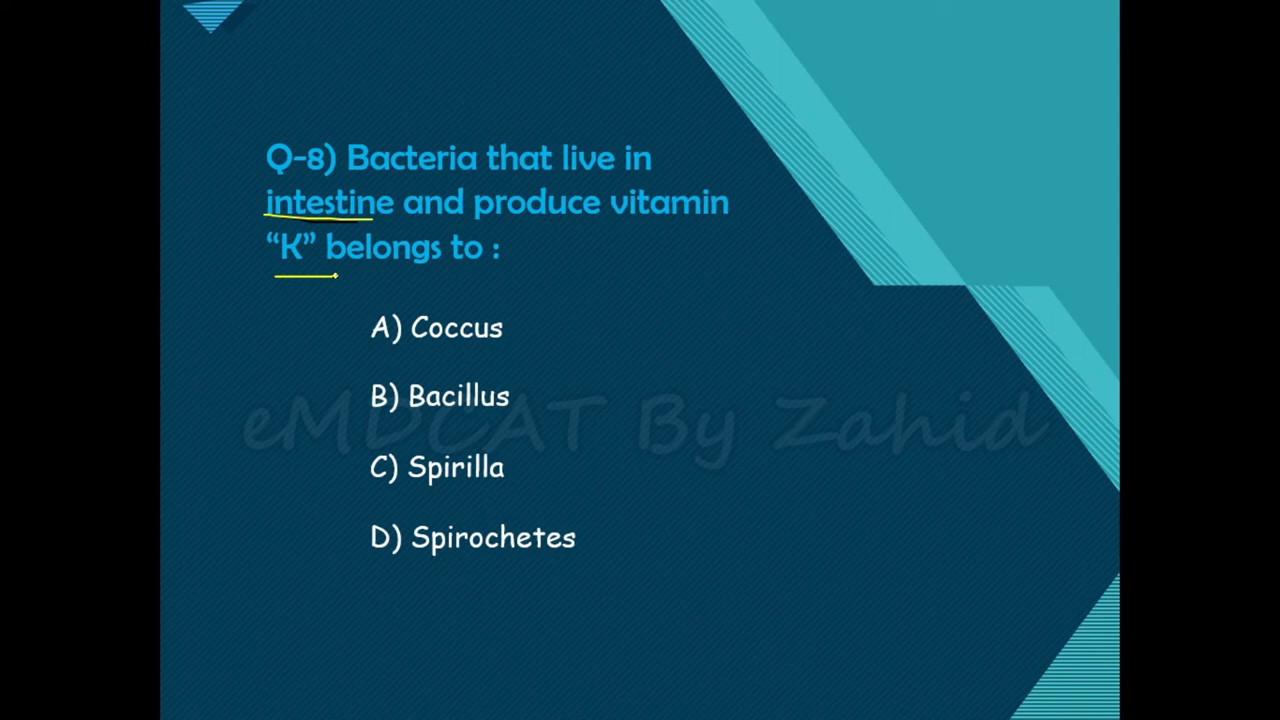 Q-8) Bacteria that live in
intestine and produce vitamin
“K” belongs to :
A) Coccus
B) Bacillus
eMDCAT By Zahid
C) Spirilla
D) Spirochetes